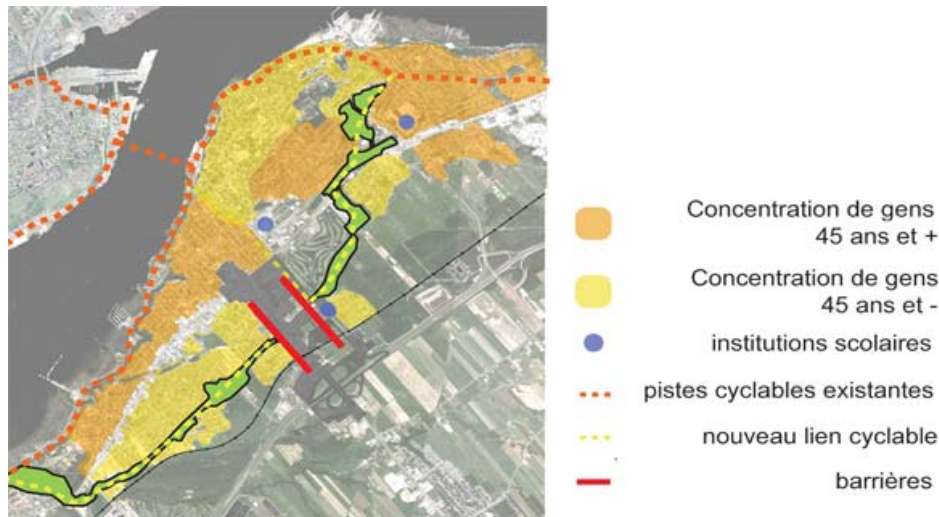 Concentration de gens
45 ans et +
Concentration de gens
45 ans et -
institutions scolaires
pistes cyclables existantes
nouveau lien cyclable
barrières